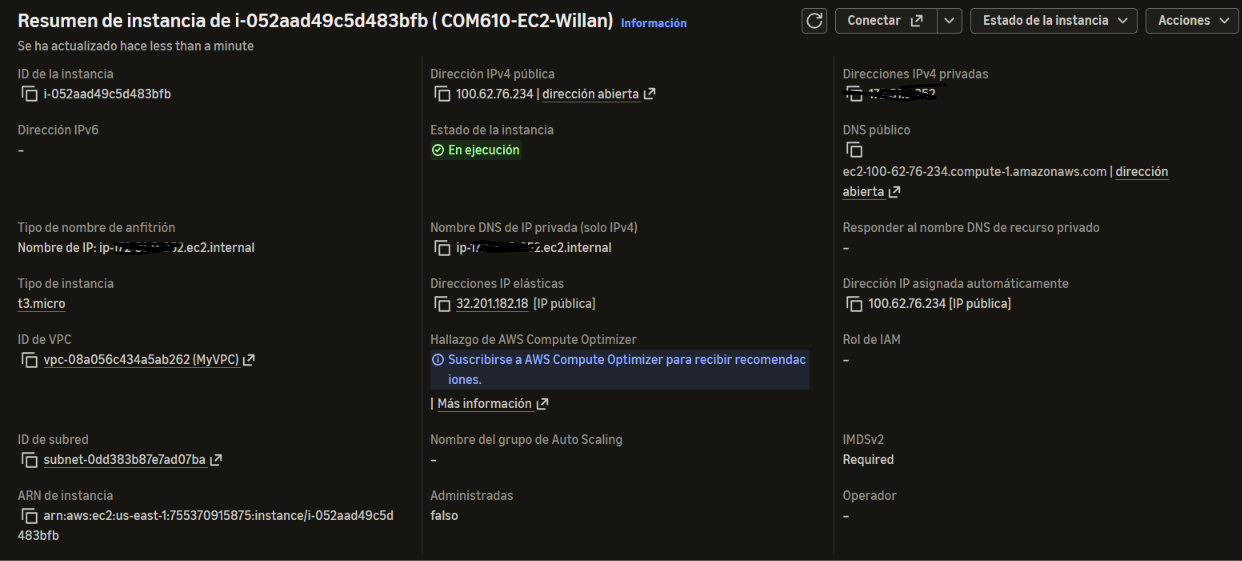 Resumen de instancia de i-052aad49c5d483bfb ( COM610-EC2-Willan) Información
Conectar
Estado de la instancia
Acciones
Se ha actualizado hace less than a minute
ID de la instancia
i-052aad49c5d483bfb
Dirección IPv4 pública
100.62.76.234 | dirección abierta
Direcciones IPv4 privadas
Dirección IPv6
–
Estado de la instancia
En ejecución
DNS público
ec2-100-62-76-234.compute-1.amazonaws.com | dirección
abierta
Tipo de nombre de anfitrión
Nombre de IP: .ec2.internal
Nombre DNS de IP privada (solo IPv4)
.ec2.internal
Responder al nombre DNS de recurso privado
–
Tipo de instancia
t3.micro
Direcciones IP elásticas
32.201.182.18 [IP pública]
Dirección IP asignada automáticamente
100.62.76.234 [IP pública]
ID de VPC
vpc-08a056c434a5ab262 (MyVPC)
Hallazgo de AWS Compute Optimizer
Suscribirse a AWS Compute Optimizer para recibir recomendac
iones.
| Más información
Rol de IAM
–
ID de subred
subnet-0dd383b87e7ad07ba
Nombre del grupo de Auto Scaling
–
IMDSv2
Required
ARN de instancia
arn:aws:ec2:us-east-1:755370915875:instance/i-052aad49c5d
483bfb
Administradas
falso
Operador
–